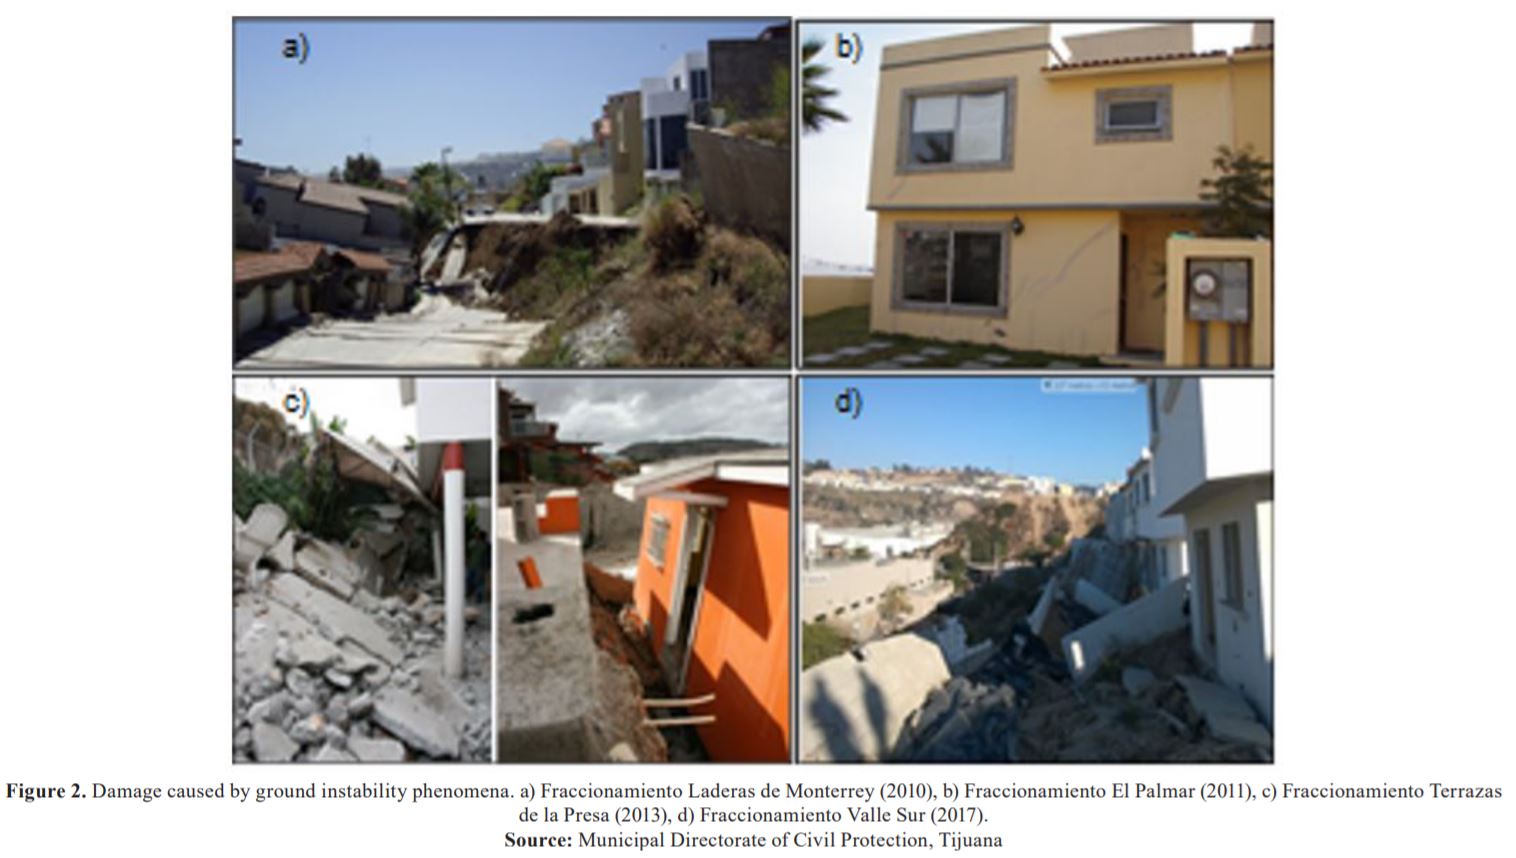 a)
b)
c)
d)
Figure 2. Damage caused by ground instability phenomena. a) Fraccionamiento Laderas de Monterrey (2010), b) Fraccionamiento El Palmar (2011), c) Fraccionamiento Terrazas
de la Presa (2013), d) Fraccionamiento Valle Sur (2017).
Source: Municipal Directorate of Civil Protection, Tijuana